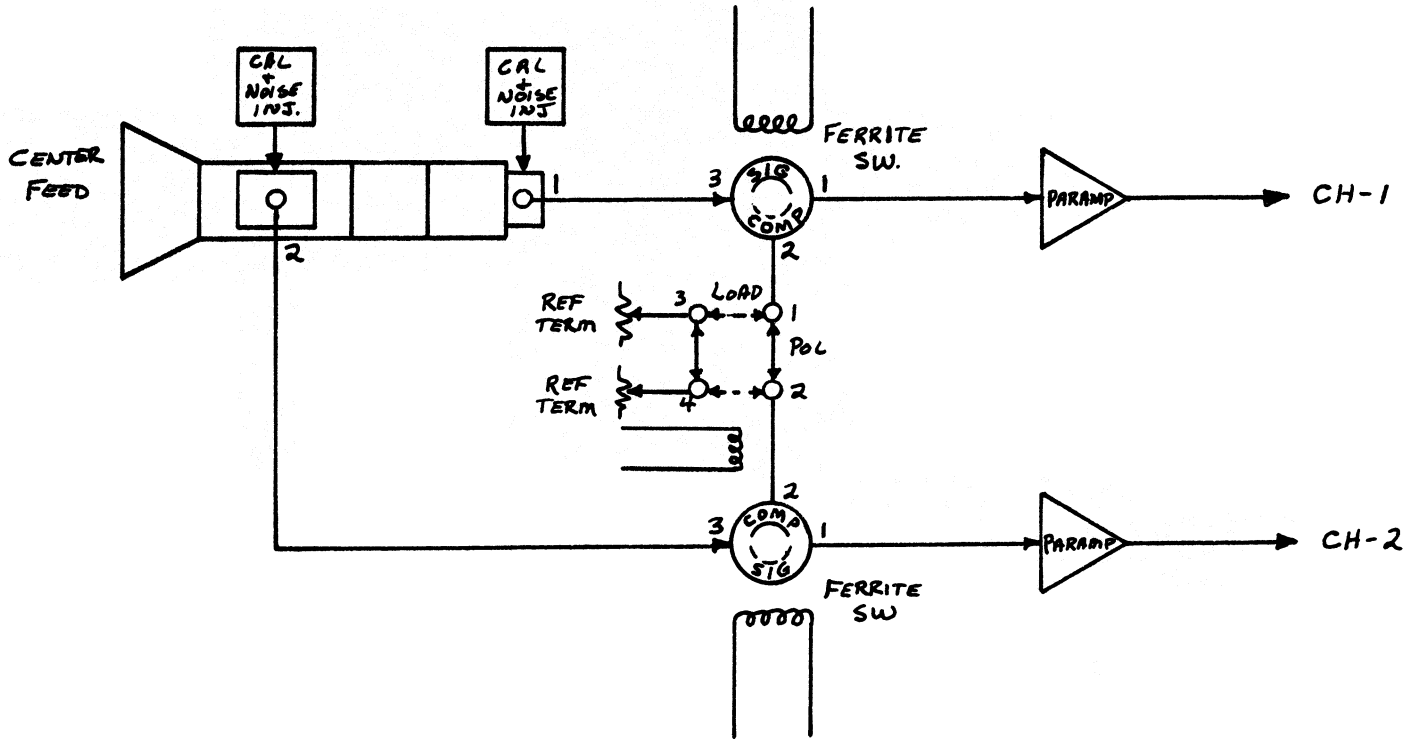 CAL
+
NOISE
INJ.
CAL
+
NOISE
INJ
CENTER
FEED
1
2
3
SIG
COMP
1
2
FERRITE
SW.
PARAMP
CH-1
REF
TERM
3
LOAD
1
POL
REF
TERM
4
2
2
3
COMP
SIG
1
FERRITE
SW
PARAMP
CH-2